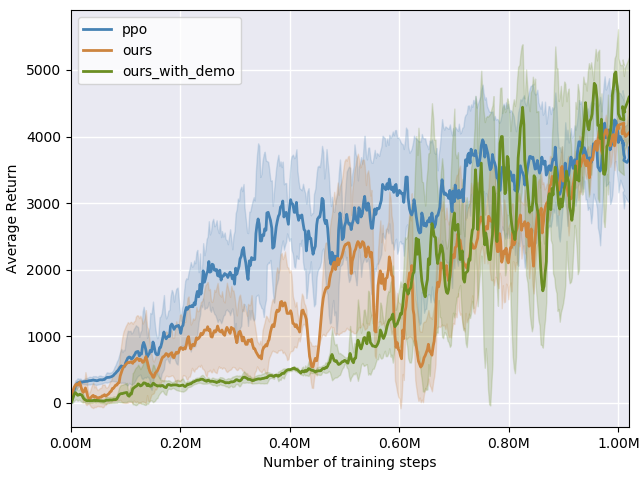 ppo
ours
ours_with_demo
Average Return
5000
4000
3000
2000
1000
0
0.00M 0.20M 0.40M 0.60M 0.80M 1.00M
Number of training steps